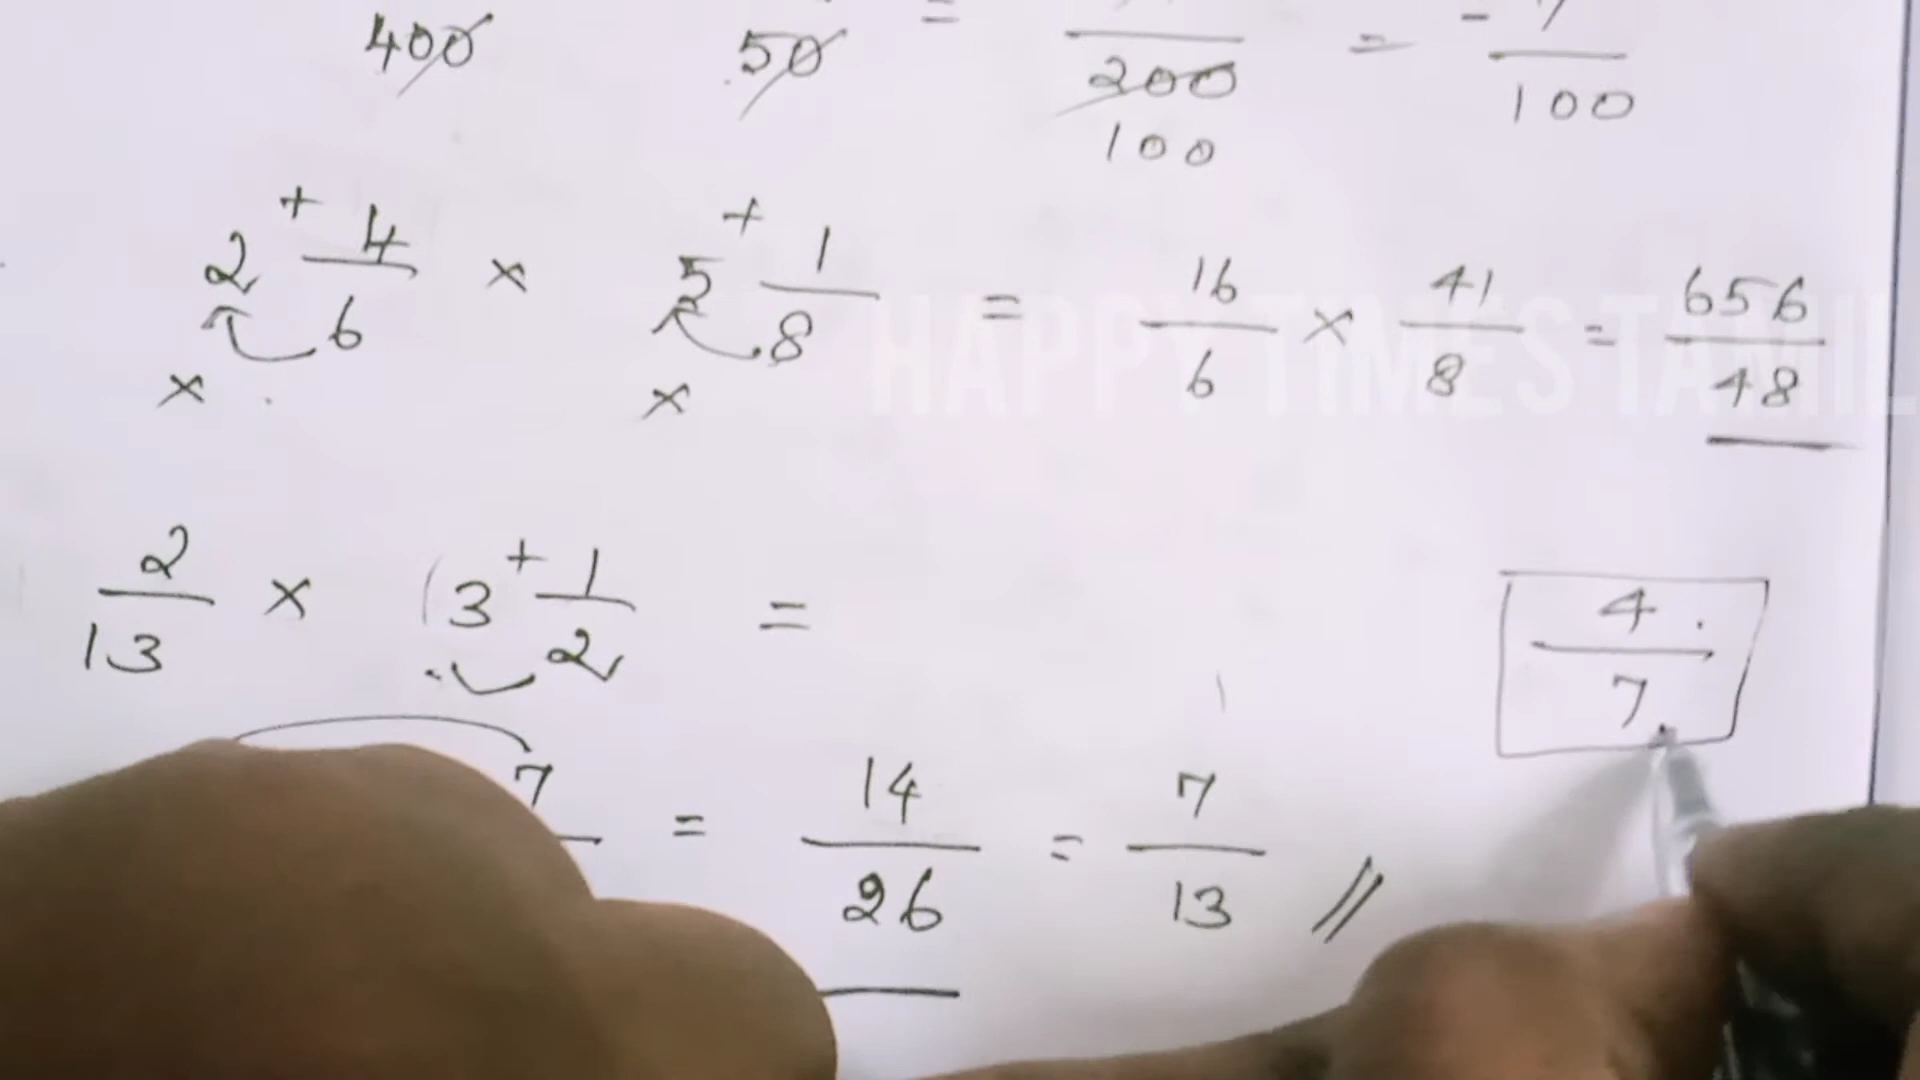 400 50 = 200 = - 7/100
100
2 + 4/6 × 5 + 1/8 = 16/6 × 41/8 = 656/48
× ×
HAPPY TIMES TAMIL
2/13 × 3 + 1/2 =
4/7
7 = 14/26 = 7/13 //